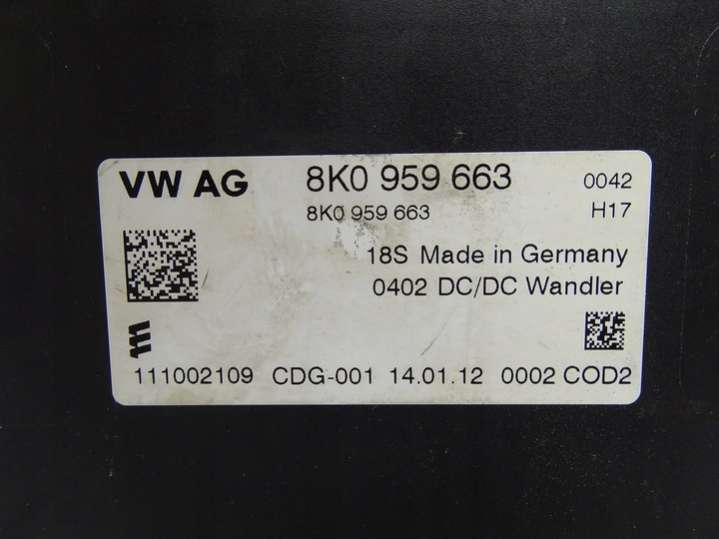 VW AG 8K0 959 663 0042
8K0 959 663 H17
18S Made in Germany
0402 DC/DC Wandler
111002109 CDG-001 14.01.12 0002 COD2